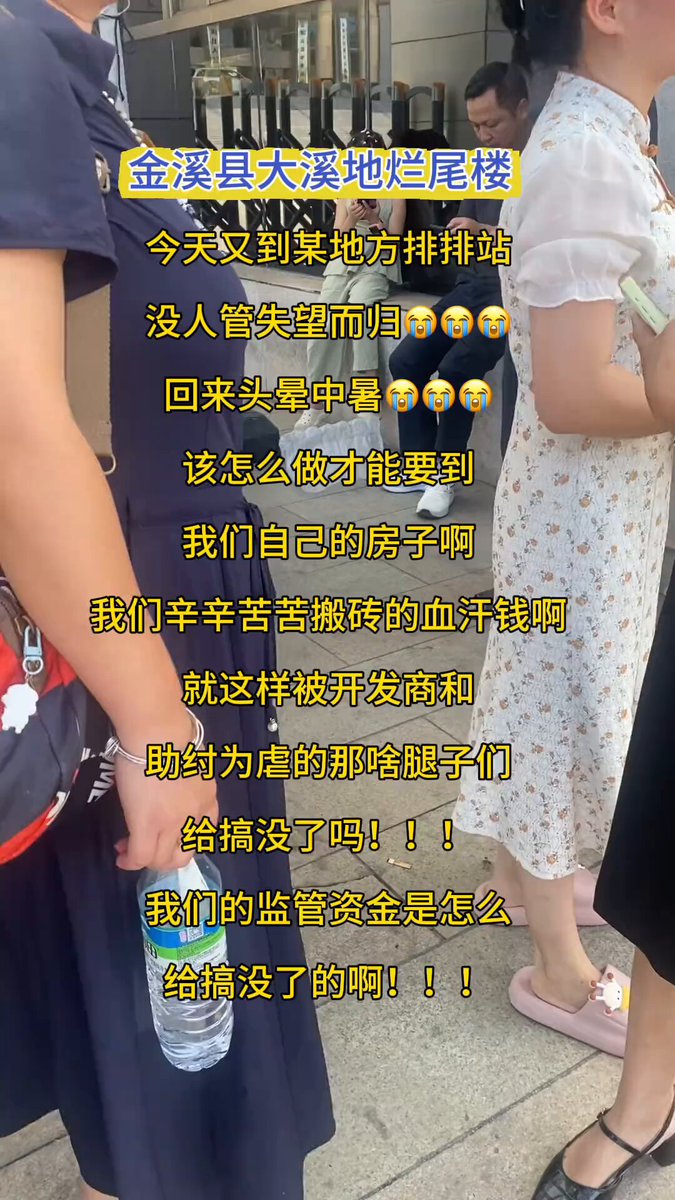 金溪县大溪地烂尾楼
今天又到某地方排排站
没人管失望而归😭😭😭
回来头晕中暑😭😭😭
该怎么做才能要到
我们自己的房子啊
我们辛辛苦苦搬砖的血汗钱啊
就这样被开发商和
助纣为虐的那啥腿子们
给搞没了吗！！！
我们的监管资金是怎么
给搞没了的啊！！！